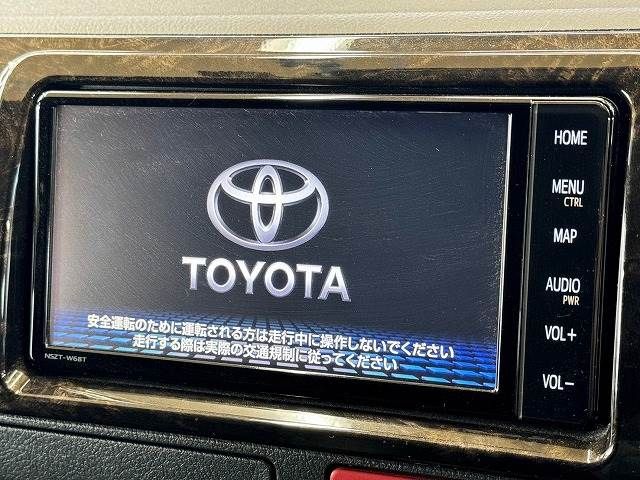 TOYOTA
安全運転のために運転される方は走行中に操作しないでください
走行する際は実際の交通規制に従ってください
NSZT-W68T
HOME
MENU
CTRL
MAP
AUDIO
PWR
VOL+
VOL-